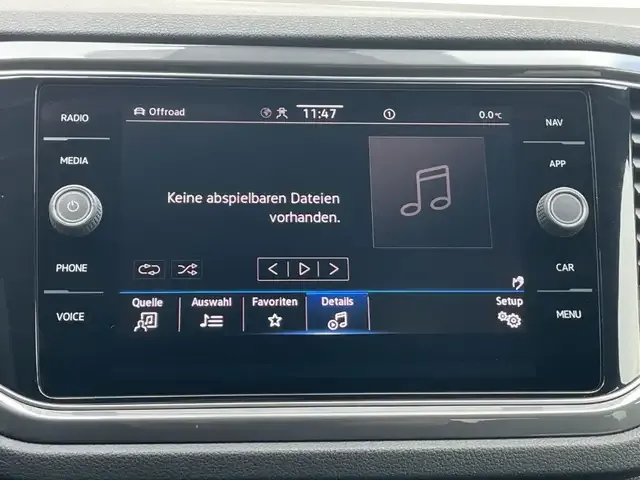 RADIO
MEDIA
PHONE
VOICE
Offroad
11:47
1
0.0°C
Keine abspielbaren Dateien
vorhanden.
Quelle
Auswahl
Favoriten
Details
Setup
NAV
APP
CAR
MENU